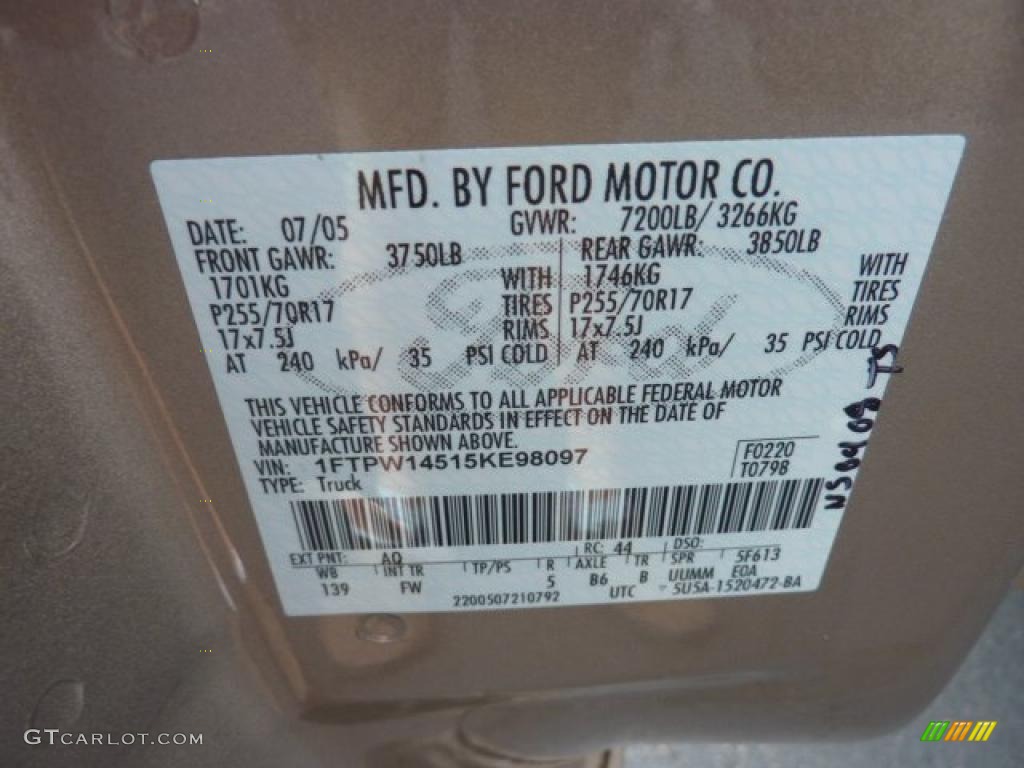 MFD. BY FORD MOTOR CO.
DATE: 07/05 GVWR: 7200LB/ 3266KG
FRONT GAWR: 3750LB REAR GAWR: 3850LB
1701KG WITH 1746KG WITH
P255/70R17 TIRES P255/70R17 TIRES
17x7.5J RIMS 17x7.5J RIMS
AT 240 kPa/ 35 PSI COLD AT 240 kPa/ 35 PSI COLD
THIS VEHICLE CONFORMS TO ALL APPLICABLE FEDERAL MOTOR
VEHICLE SAFETY STANDARDS IN EFFECT ON THE DATE OF
MANUFACTURE SHOWN ABOVE.
VIN: 1FTPW14515KE98097 F0220
TYPE: Truck T0798
EXT PNT: AQ RC: 44 DSO:
WB INT TR TP/PS R AXLE TR SPR 5F613
139 FW 5 B6 B UUMM EOA
2200507210792 UTC 5U5A-1520472-BA
Ford
GTCARLOT.COM